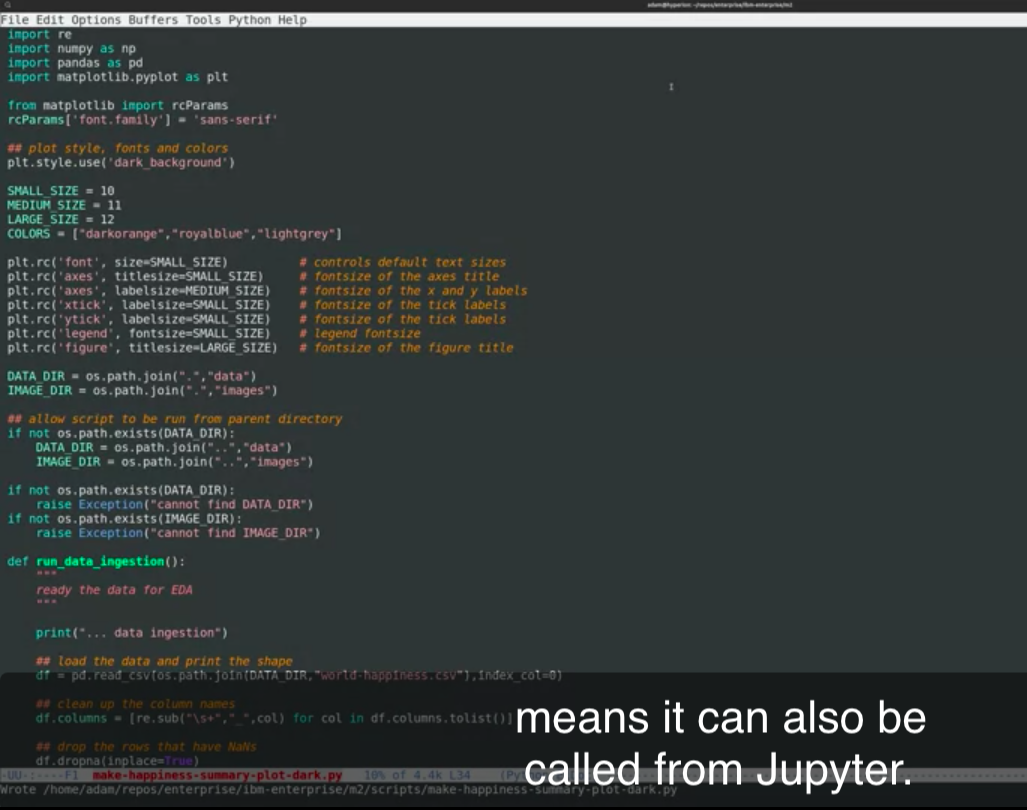 adam@hyperion: ~/repos/enterprise/ibm-enterprise/m2
File Edit Options Buffers Tools Python Help
import re
import numpy as np
import pandas as pd
import matplotlib.pyplot as plt
from matplotlib import rcParams
rcParams['font.family'] = 'sans-serif'
## plot style, fonts and colors
plt.style.use('dark_background')
SMALL_SIZE = 10
MEDIUM_SIZE = 11
LARGE_SIZE = 12
COLORS = ["darkorange","royalblue","lightgrey"]
plt.rc('font', size=SMALL_SIZE)          # controls default text sizes
plt.rc('axes', titlesize=SMALL_SIZE)     # fontsize of the axes title
plt.rc('axes', labelsize=MEDIUM_SIZE)    # fontsize of the x and y labels
plt.rc('xtick', labelsize=SMALL_SIZE)    # fontsize of the tick labels
plt.rc('ytick', labelsize=SMALL_SIZE)    # fontsize of the tick labels
plt.rc('legend', fontsize=SMALL_SIZE)    # legend fontsize
plt.rc('figure', titlesize=LARGE_SIZE)   # fontsize of the figure title
DATA_DIR = os.path.join(".","data")
IMAGE_DIR = os.path.join(".","images")
## allow script to be run from parent directory
if not os.path.exists(DATA_DIR):
    DATA_DIR = os.path.join("..","data")
    IMAGE_DIR = os.path.join("..","images")
if not os.path.exists(DATA_DIR):
    raise Exception("cannot find DATA_DIR")
if not os.path.exists(IMAGE_DIR):
    raise Exception("cannot find IMAGE_DIR")
def run_data_ingestion():
    """
    ready the data for EDA
    """
    print("... data ingestion")
    ## load the data and print the shape
    df = pd.read_csv(os.path.join(DATA_DIR,"world-happiness.csv"),index_col=0)
    ## clean up the column names
    df.columns = [re.sub("\s+","_",col) for col in df.columns.tolist()]
    ## drop the rows that have NaNs
    df.dropna(inplace=True)
-UU-:----F1  make-happiness-summary-plot-dark.py   10% of 4.4k L34
Wrote /home/adam/repos/enterprise/ibm-enterprise/m2/scripts/make-happiness-summary-plot-dark.py
means it can also be
called from Jupyter.